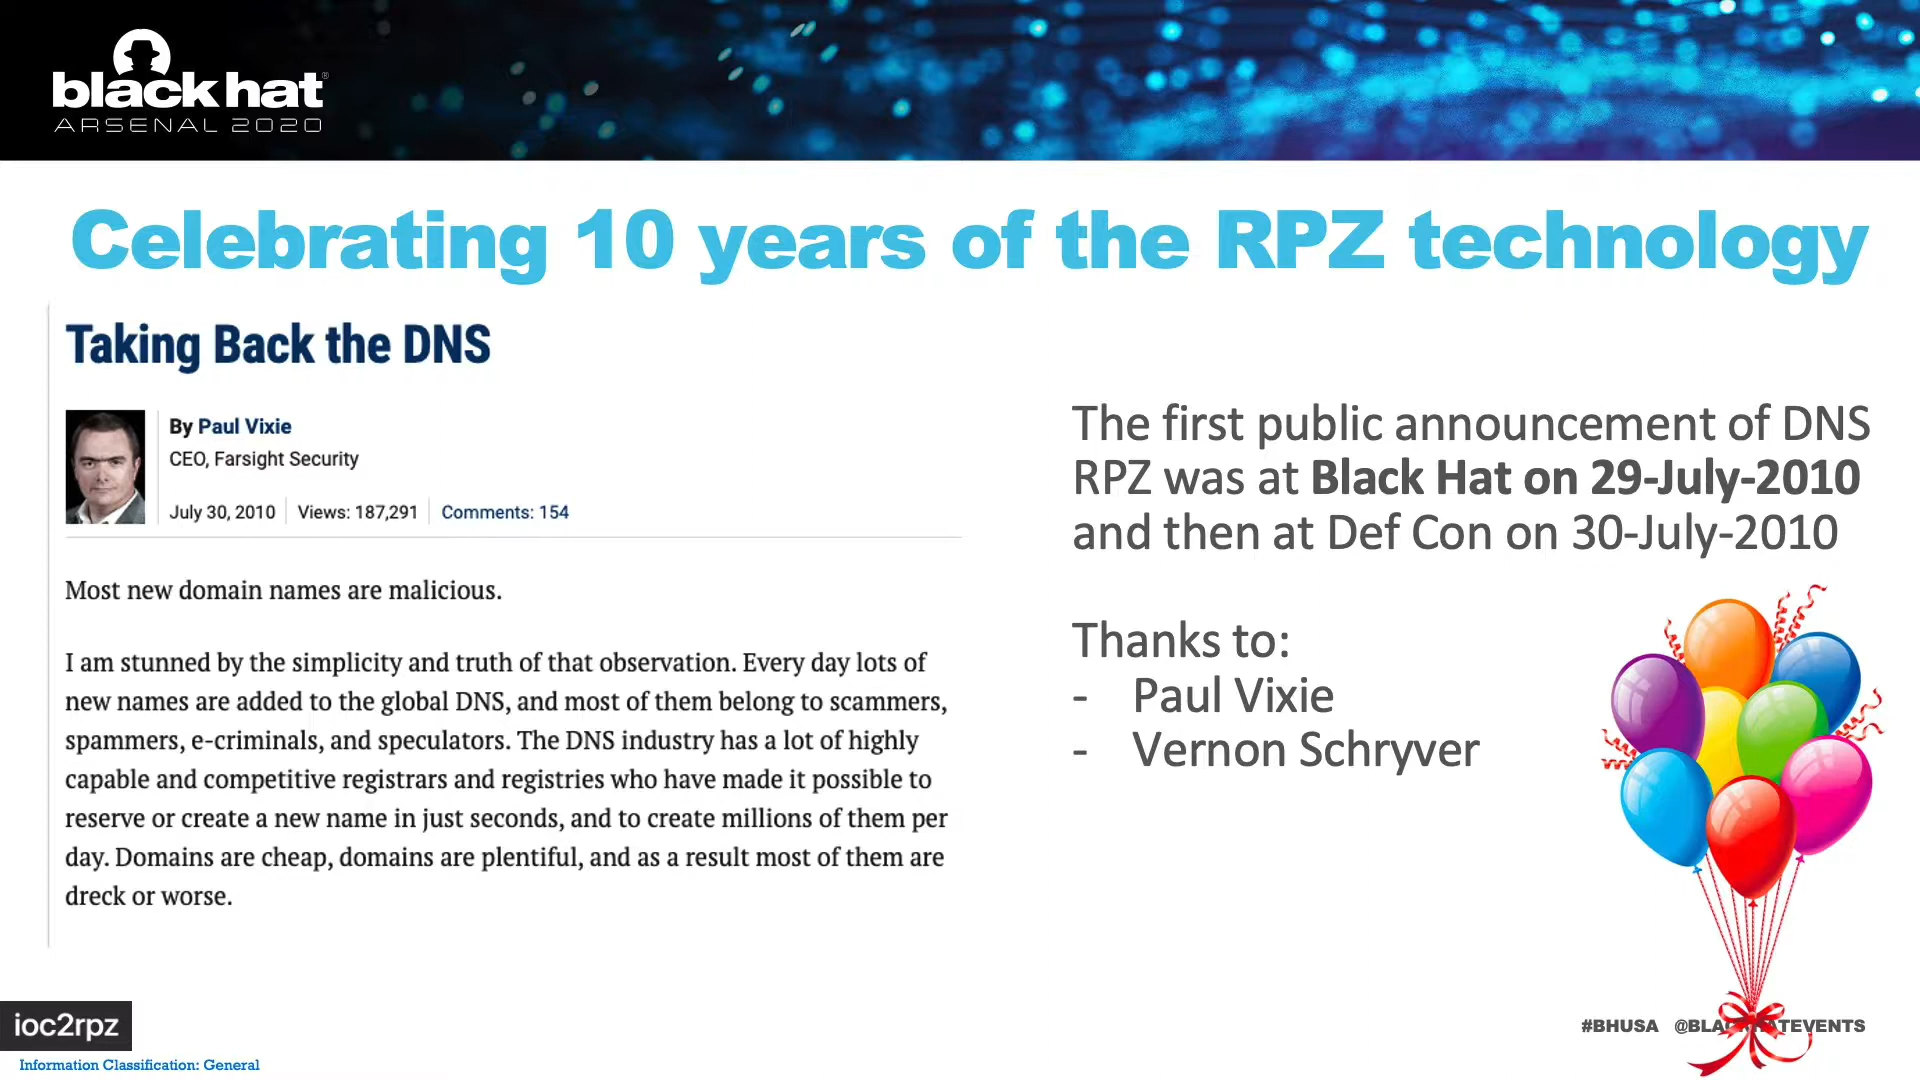 black hat®
ARSENAL 2020
Celebrating 10 years of the RPZ technology
Taking Back the DNS
By Paul Vixie
CEO, Farsight Security
July 30, 2010 Views: 187,291 Comments: 154
Most new domain names are malicious.
I am stunned by the simplicity and truth of that observation. Every day lots of
new names are added to the global DNS, and most of them belong to scammers,
spammers, e-criminals, and speculators. The DNS industry has a lot of highly
capable and competitive registrars and registries who have made it possible to
reserve or create a new name in just seconds, and to create millions of them per
day. Domains are cheap, domains are plentiful, and as a result most of them are
dreck or worse.
The first public announcement of DNS
RPZ was at Black Hat on 29-July-2010
and then at Def Con on 30-July-2010
Thanks to:
- Paul Vixie
- Vernon Schryver
ioc2rpz
#BHUSA @BLACKHATEVENTS
Information Classification: General